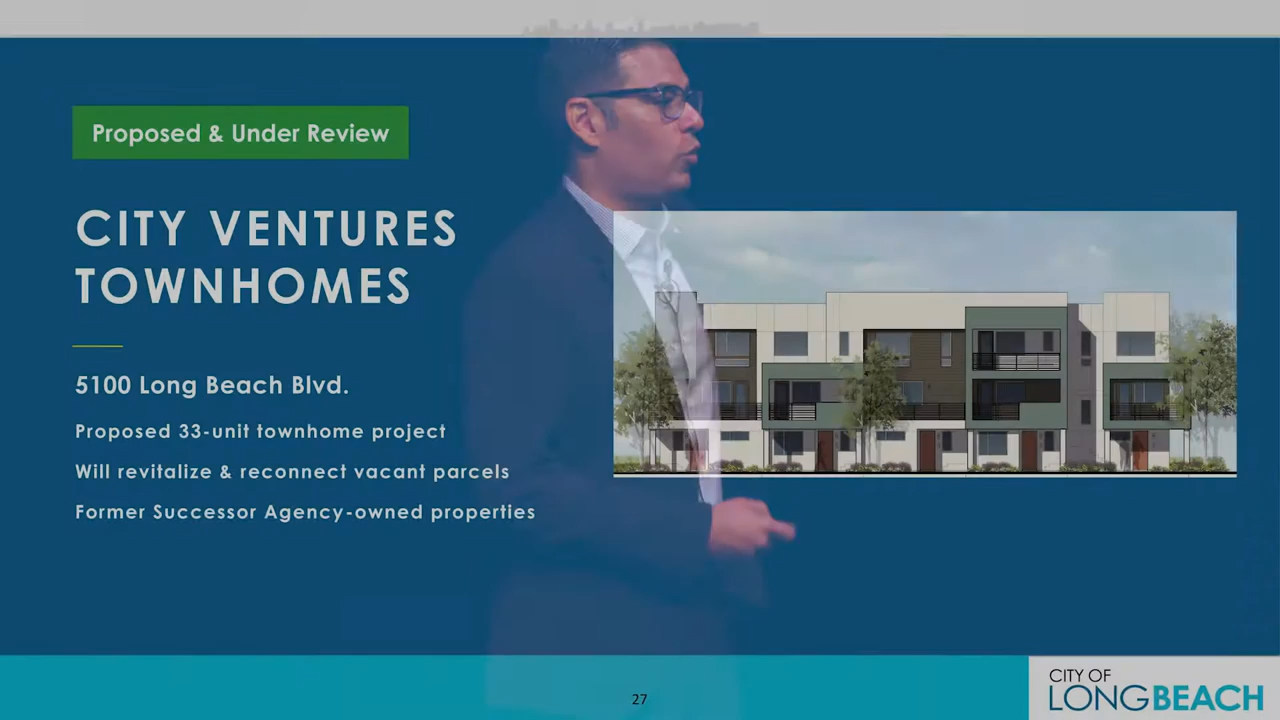 Proposed & Under Review
CITY VENTURES
TOWNHOMES
5100 Long Beach Blvd.
Proposed 33-unit townhome project
Will revitalize & reconnect vacant parcels
Former Successor Agency-owned properties
27
CITY OF
LONGBEACH